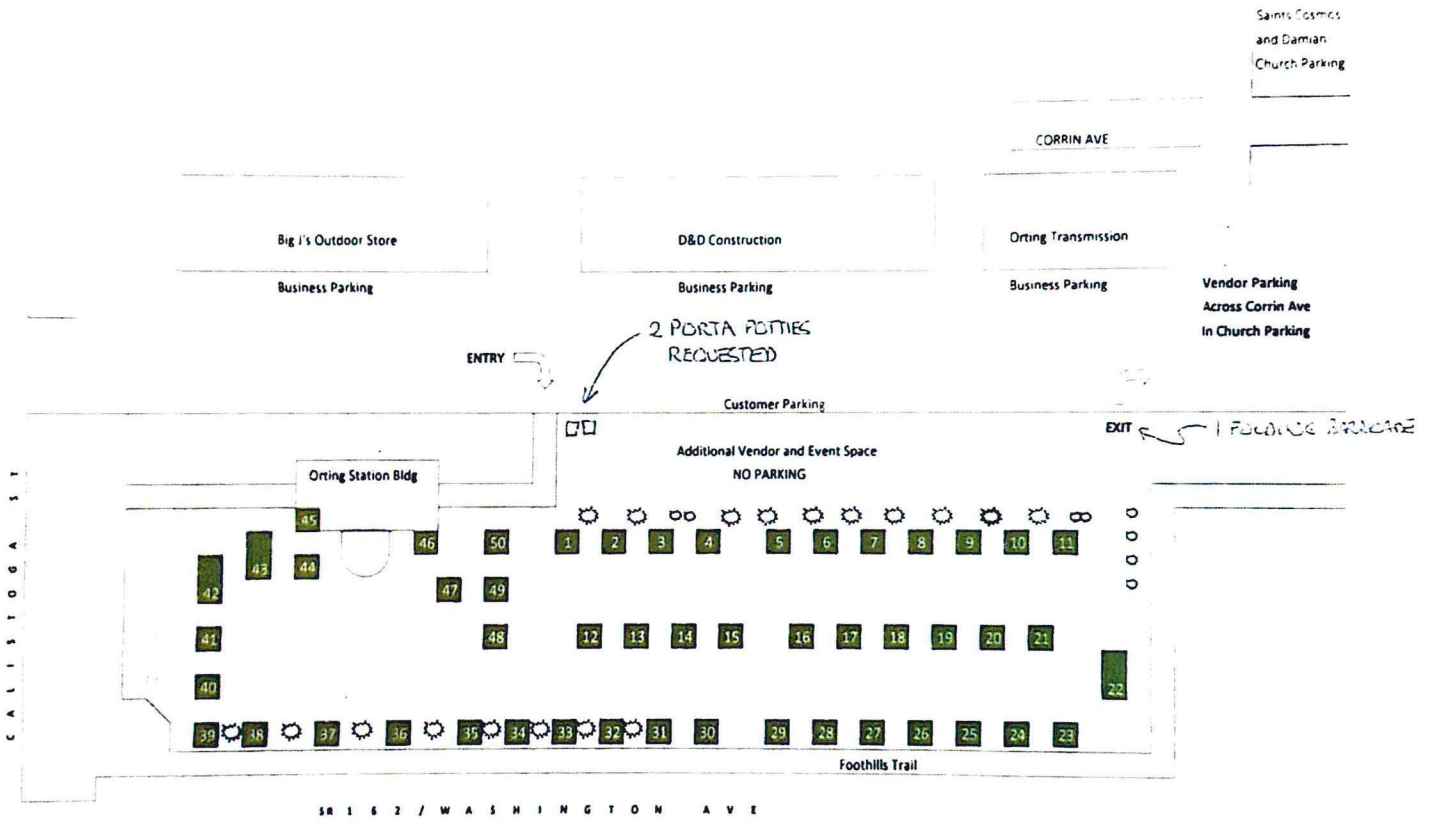 Saints Cosmos
and Damian
Church Parking
CORRIN AVE
Big J's Outdoor Store
D&D Construction
Orting Transmission
Business Parking
Business Parking
Business Parking
Vendor Parking
Across Corrin Ave
In Church Parking
2 PORTA POTTIES
REQUESTED
ENTRY
Customer Parking
EXIT
1 FOLDING BARRICADE
Additional Vendor and Event Space
NO PARKING
Orting Station Bldg
CALISTOGA ST
45
46 50 1 2 3 4 5 6 7 8 9 10 11
43 44
42 47 49
41 48 12 13 14 15 16 17 18 19 20 21
40 22
39 38 37 36 35 34 33 32 31 30 29 28 27 26 25 24 23
Foothills Trail
SR 162 / WASHINGTON AVE